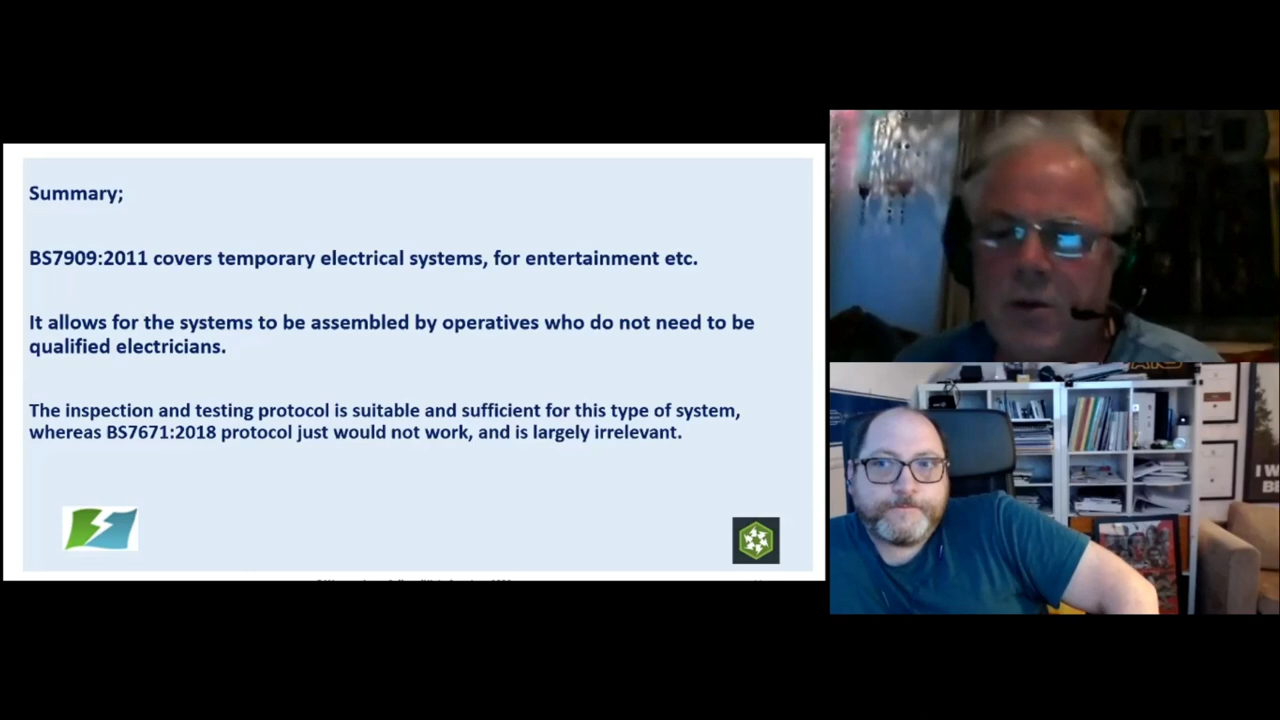 Summary;
BS7909:2011 covers temporary electrical systems, for entertainment etc.
It allows for the systems to be assembled by operatives who do not need to be
qualified electricians.
The inspection and testing protocol is suitable and sufficient for this type of system,
whereas BS7671:2018 protocol just would not work, and is largely irrelevant.